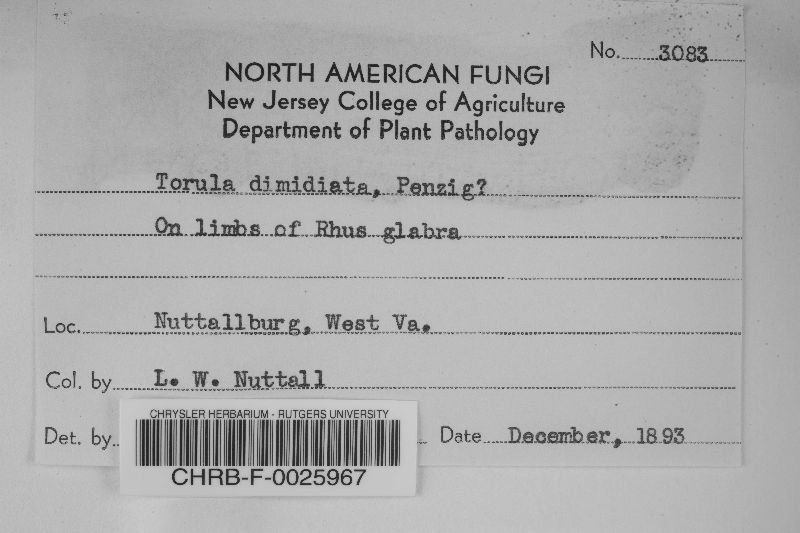 No. 3083
NORTH AMERICAN FUNGI
New Jersey College of Agriculture
Department of Plant Pathology
Torula dimidiata, Penzig?
On limbs of Rhus glabra
Loc. Nuttallburg, West Va.
Col. by L. W. Nuttall
Det. by Date December, 1893
CHRYSLER HERBARIUM - RUTGERS UNIVERSITY
CHRB-F-0025967